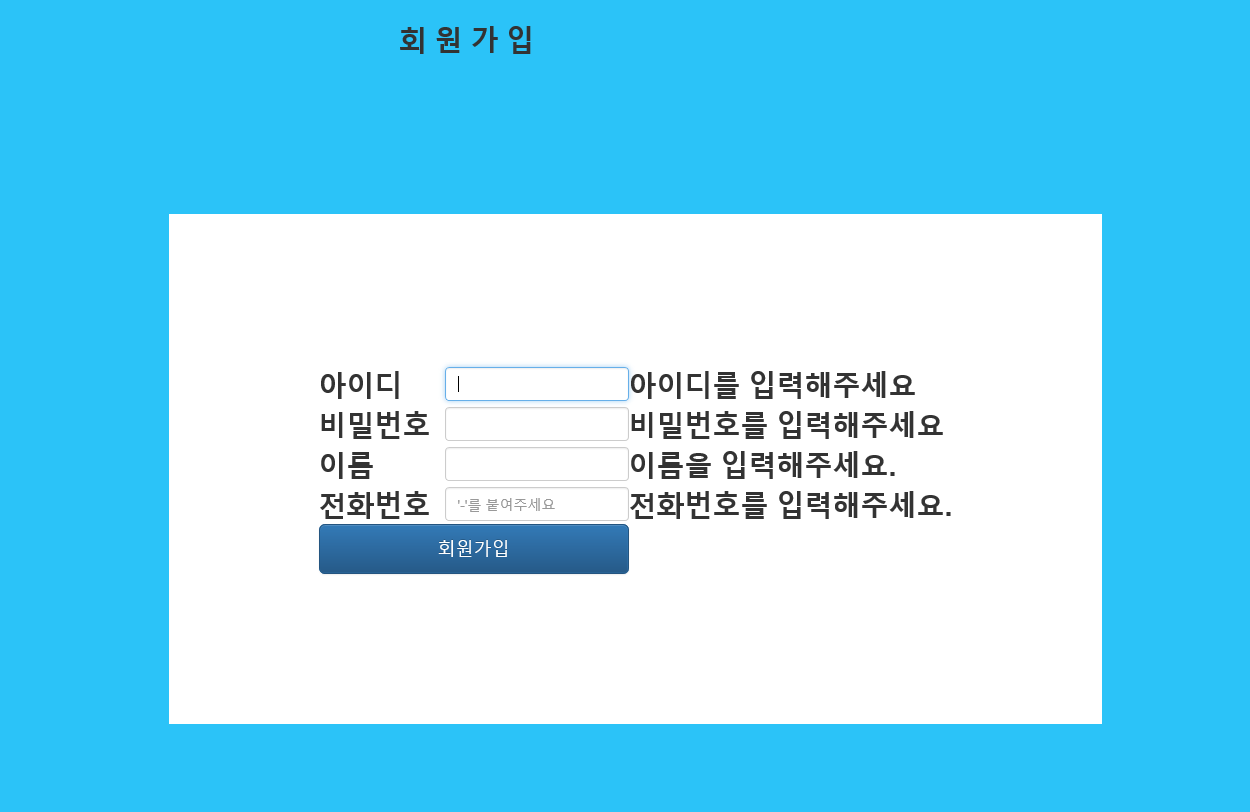 회 원 가 입
아이디 아이디를 입력해주세요
비밀번호 비밀번호를 입력해주세요
이름 이름을 입력해주세요.
전화번호 '-'를 붙여주세요 전화번호를 입력해주세요.
회원가입